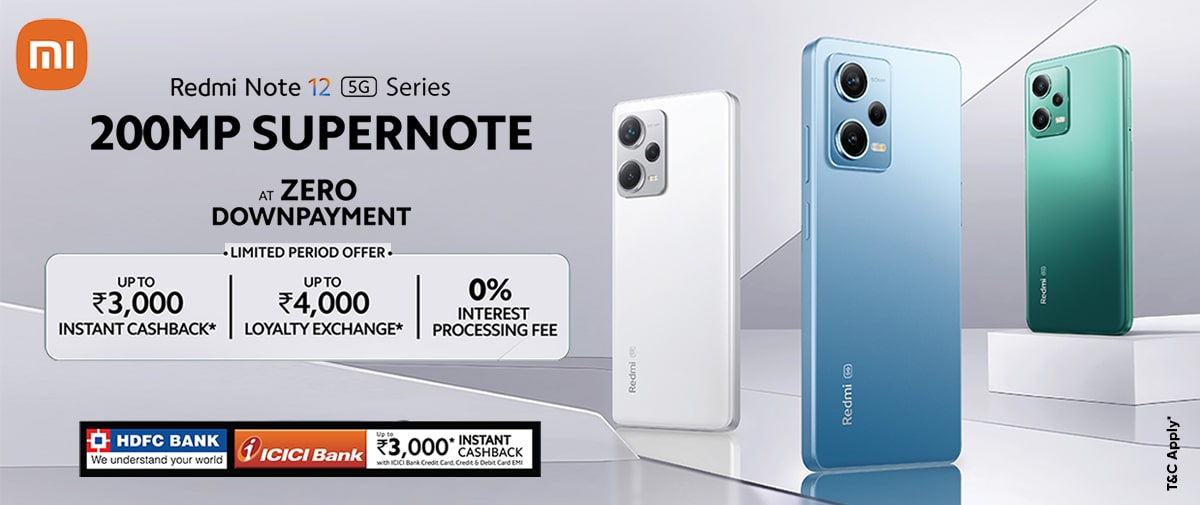 mi
Redmi Note 12 5G Series
200MP SUPERNOTE
AT ZERO
DOWNPAYMENT
• LIMITED PERIOD OFFER •
UP TO
₹3,000
INSTANT CASHBACK*
UP TO
₹4,000
LOYALTY EXCHANGE*
0%
INTEREST
PROCESSING FEE
HDFC BANK
We understand your world
ICICI Bank
Up to
₹3,000* INSTANT
CASHBACK
with ICICI Bank Credit Card, Credit & Debit Card EMI
Redmi 5G
Redmi 5G
Redmi 5G
T&C Apply*